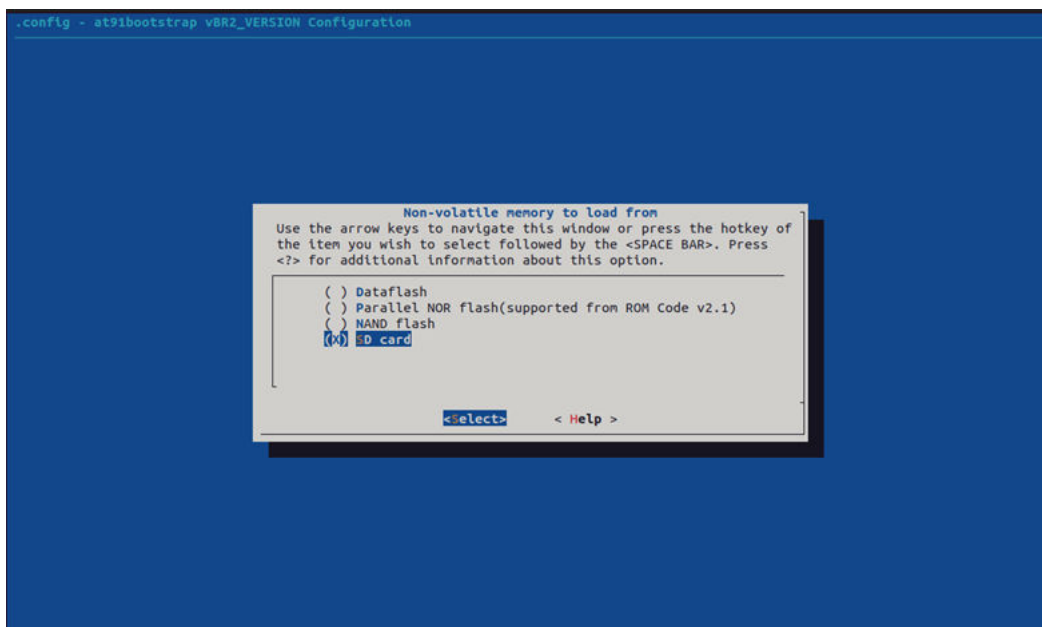 .config - at91bootstrap vBR2_VERSION Configuration
Non-volatile memory to load from
Use the arrow keys to navigate this window or press the hotkey of
the item you wish to select followed by the <SPACE BAR>. Press
<?> for additional information about this option.
( ) Dataflash
( ) Parallel NOR flash(supported from ROM Code v2.1)
( ) NAND flash
(X) SD card
<Select> < Help >